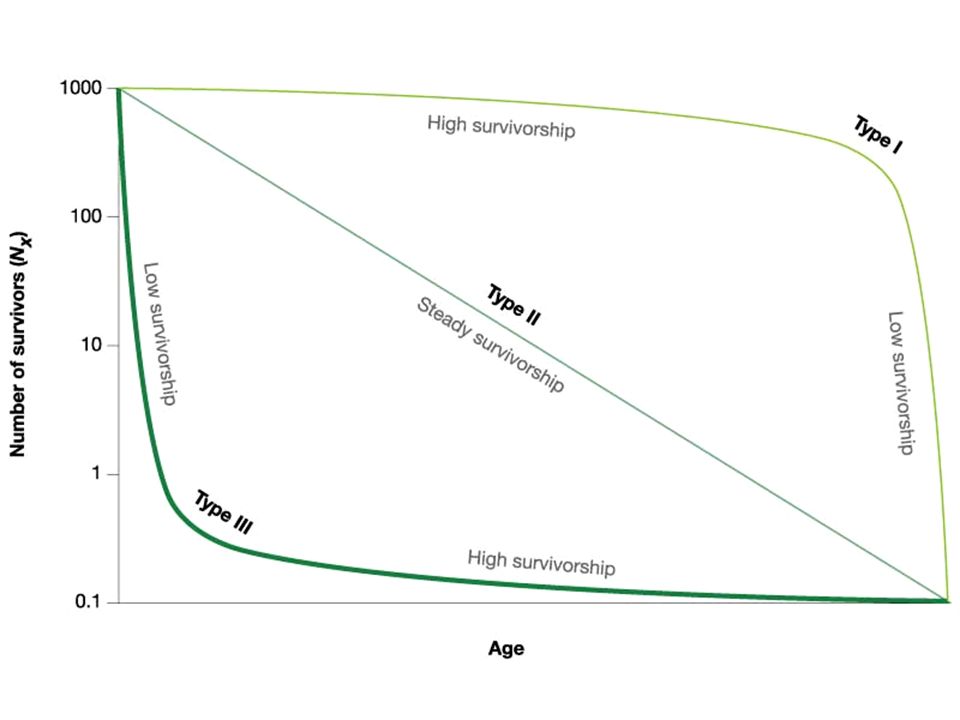 1000
High survivorship
Type I
100
Number of survivors (Nx)
Low survivorship
Type II
Steady survivorship
10
Low survivorship
1
Type III
High survivorship
0.1
Age